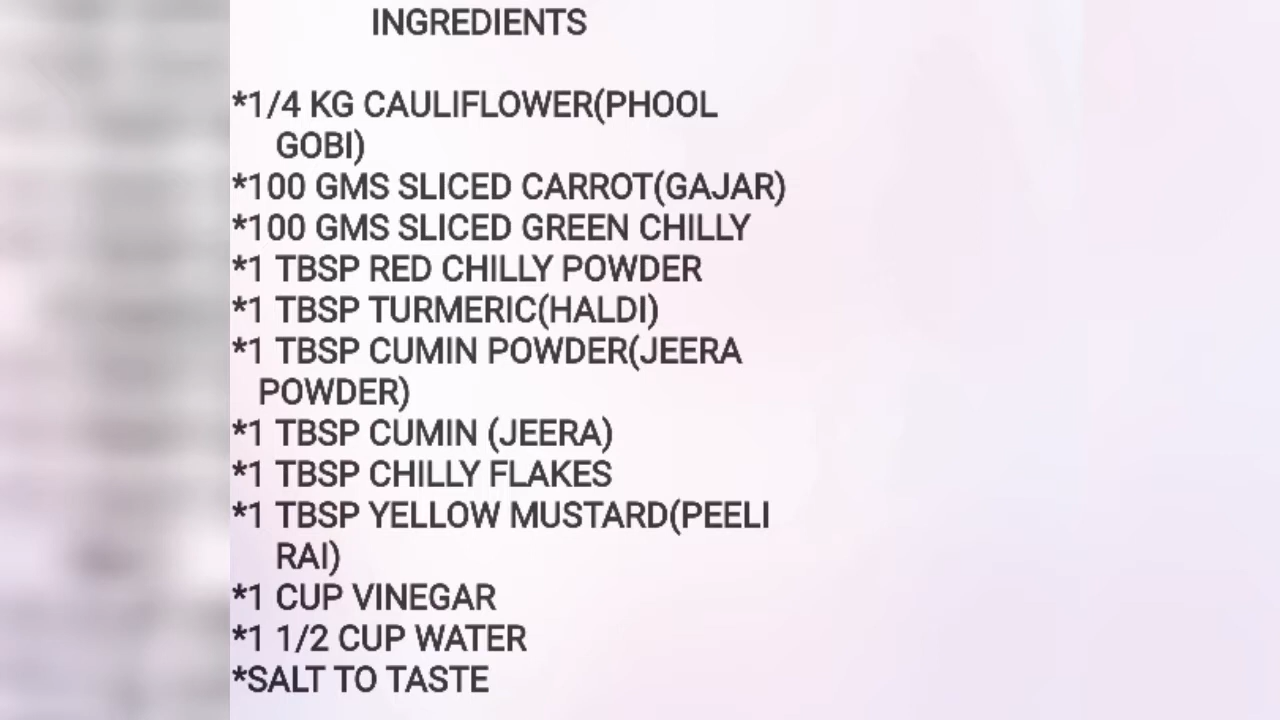 INGREDIENTS
*1/4 KG CAULIFLOWER(PHOOL
GOBI)
*100 GMS SLICED CARROT(GAJAR)
*100 GMS SLICED GREEN CHILLY
*1 TBSP RED CHILLY POWDER
*1 TBSP TURMERIC(HALDI)
*1 TBSP CUMIN POWDER(JEERA
POWDER)
*1 TBSP CUMIN (JEERA)
*1 TBSP CHILLY FLAKES
*1 TBSP YELLOW MUSTARD(PEELI
RAI)
*1 CUP VINEGAR
*1 1/2 CUP WATER
*SALT TO TASTE